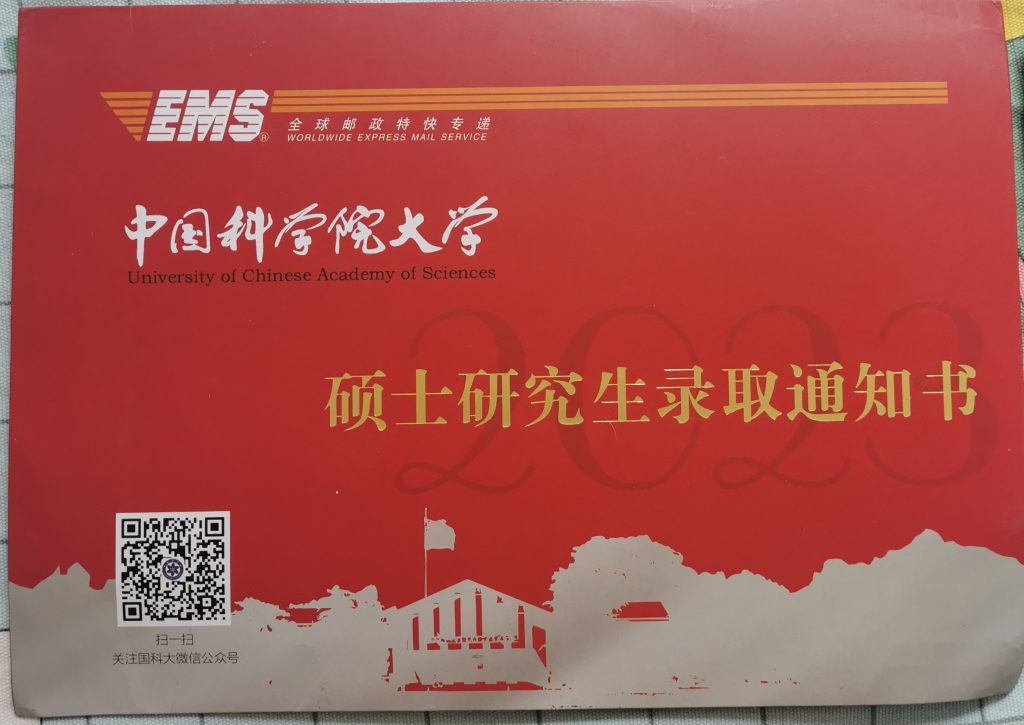 EMS®
全球邮政特快专递
WORLDWIDE EXPRESS MAIL SERVICE
中国科学院大学
University of Chinese Academy of Sciences
2023
硕士研究生录取通知书
扫一扫
关注国科大微信公众号